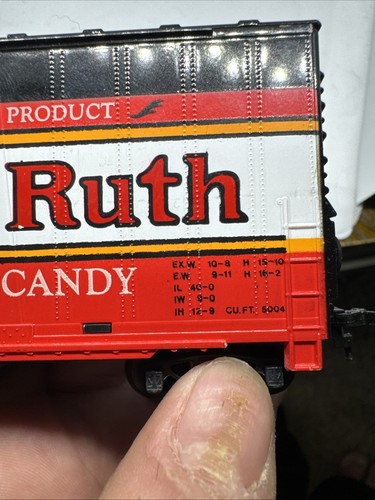 PRODUCT
Ruth
CANDY
EX.W. 10-8 H 15-10
E.W. 9-11 H 16-2
IL 40-0
IW 9-0
IH 12-9 CU.FT. 5004